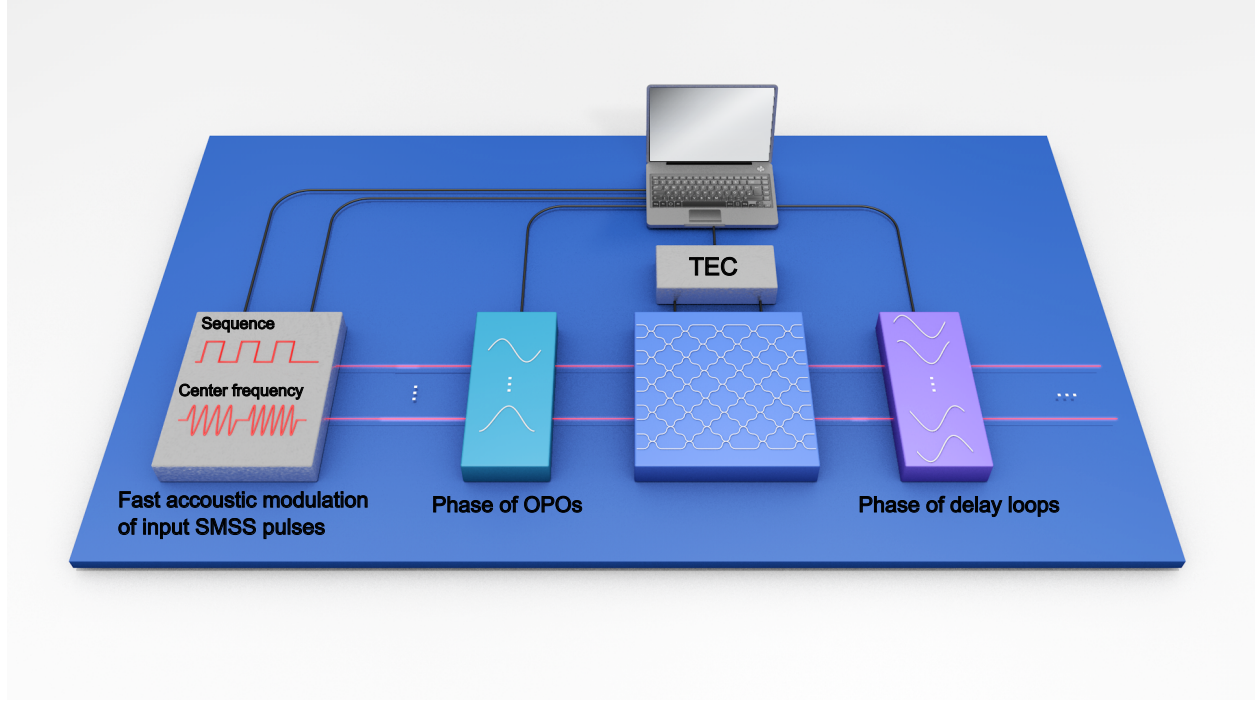 TEC
Sequence
Center frequency
Fast accoustic modulation
of input SMSS pulses
Phase of OPOs
Phase of delay loops